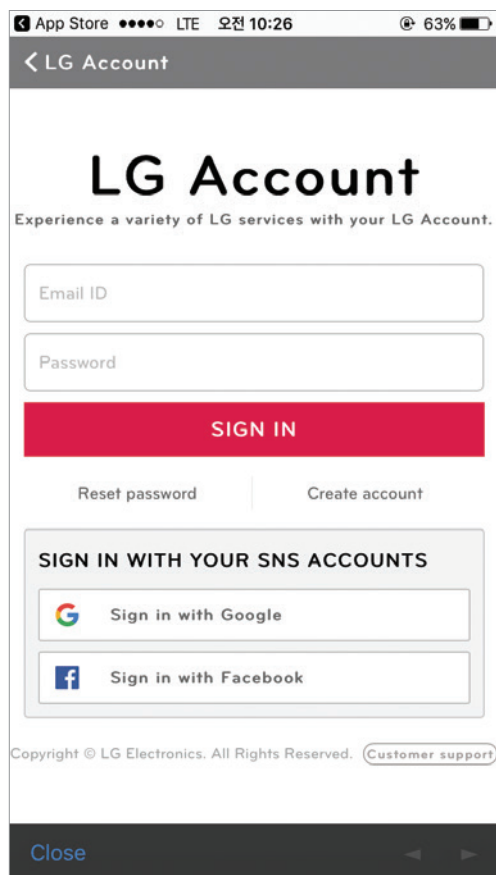 App Store LTE 오전 10:26 63%
LG Account
LG Account
Experience a variety of LG services with your LG Account.
Email ID
Password
SIGN IN
Reset password Create account
SIGN IN WITH YOUR SNS ACCOUNTS
Sign in with Google
Sign in with Facebook
Copyright © LG Electronics. All Rights Reserved. Customer support
Close